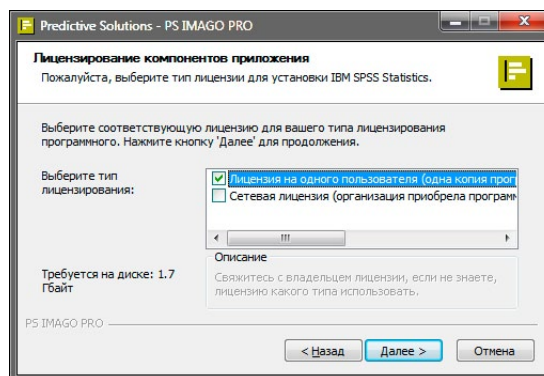 Predictive Solutions - PS IMAGO PRO
Лицензирование компонентов приложения
Пожалуйста, выберите тип лицензии для установки IBM SPSS Statistics.
Выберите соответствующую лицензию для вашего типа лицензирования
программного. Нажмите кнопку 'Далее' для продолжения.
Выберите тип
лицензирования:
Лицензия на одного пользователя (одна копия прог
Сетевая лицензия (организация приобрела програмн
Требуется на диске: 1.7
Гбайт
Описание
Свяжитесь с владельцем лицензии, если не знаете,
лицензию какого типа использовать.
PS IMAGO PRO
< Назад
Далее >
Отмена